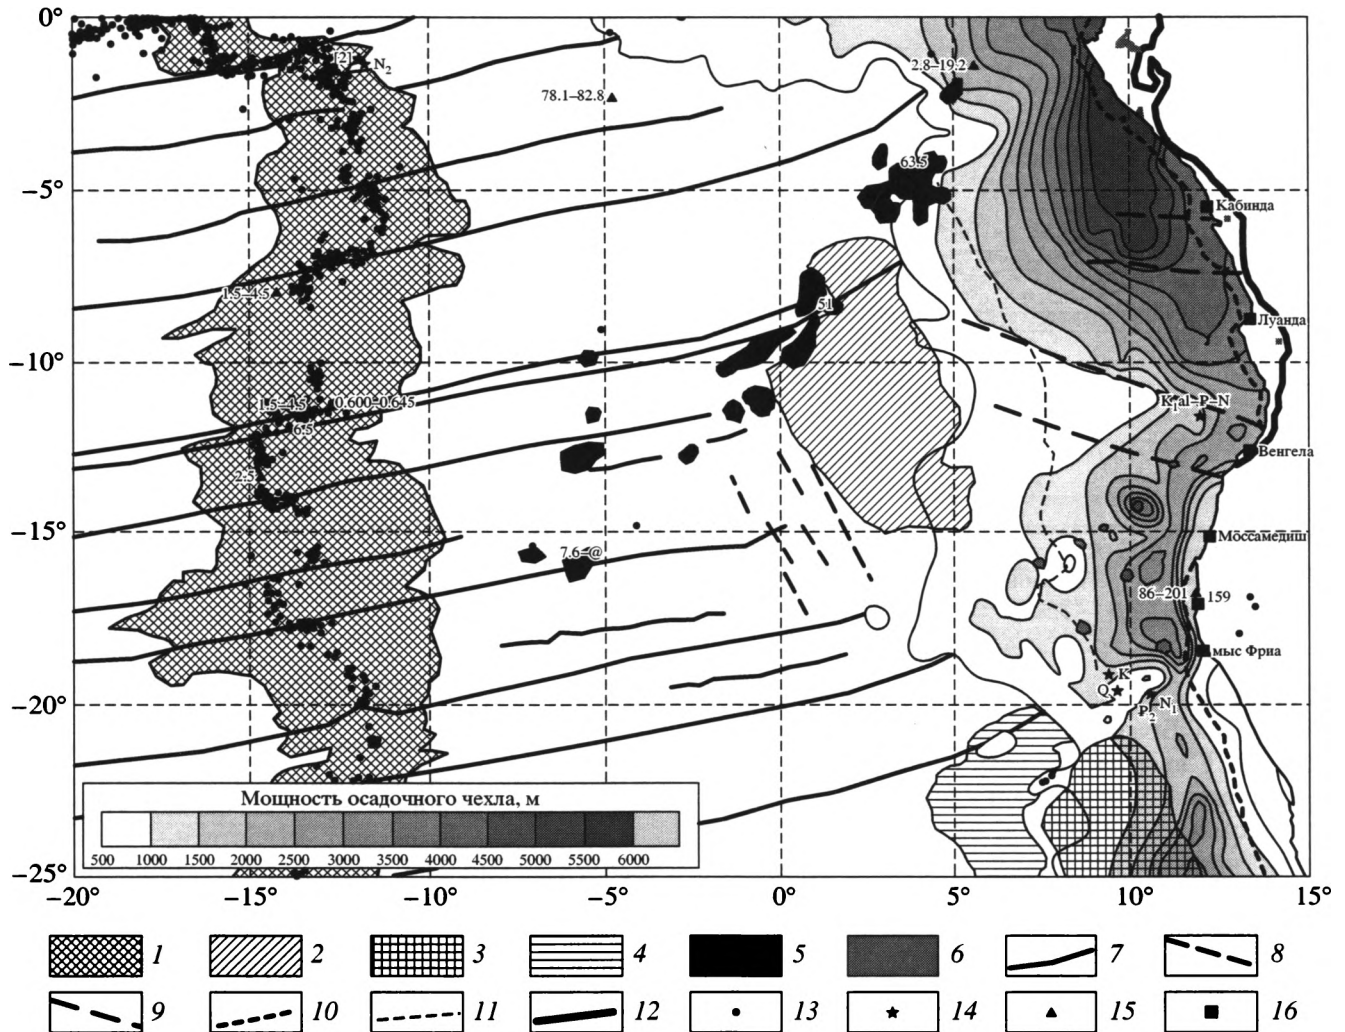 0°
−5°
−10°
−15°
−20°
−25°
[2]
N₂
78.1–82.8
2.8–19.2
63.5
Кабинда
1.5–4.5
51
Луанда
1.5–4.5
0.600–0.645
6.5
K₁al–P–N
2.5
Венгела
7.6–@
Моссамедиш
86–201
159
мыс Фриа
K
Q
N₁
P₂
Мощность осадочного чехла, м
500 1000 1500 2000 2500 3000 4000 4500 5000 5500 6000
−20° −15° −10° −5° 0° 5° 10° 15°
1 2 3 4 5 6 7 8
9 10 11 12 13 14 15 16